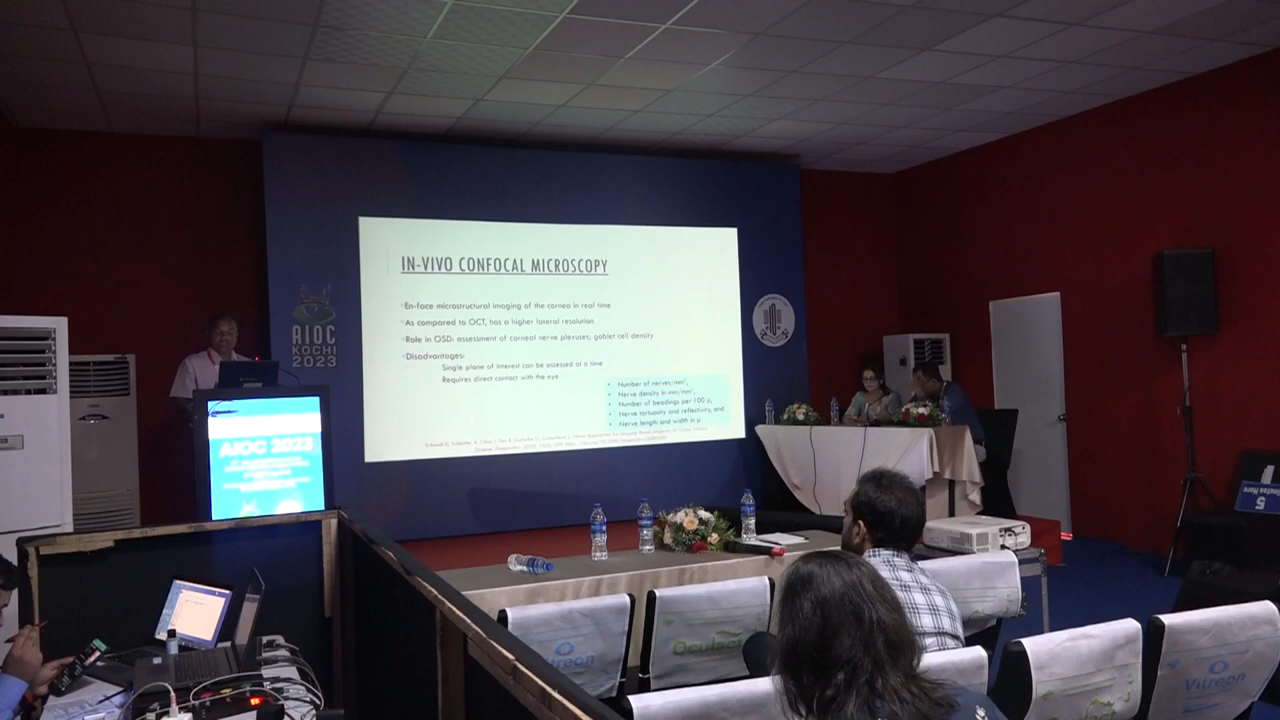 IN-VIVO CONFOCAL MICROSCOPY
En-face microstructural imaging of the cornea in real time
As compared to OCT, has a higher lateral resolution
Role in OSD: assessment of corneal nerve plexuses; goblet cell density
Disadvantages:
Single plane of interest can be assessed at a time
Requires direct contact with the eye
• Number of nerves/mm²,
• Nerve density in mm/mm²,
• Number of beadings per 100 μ,
• Nerve tortuosity and reflectivity, and
• Nerve length and width in μ
AIOC
KOCHI
2023
AIOC 2023
Vitreon
Vitreon
5